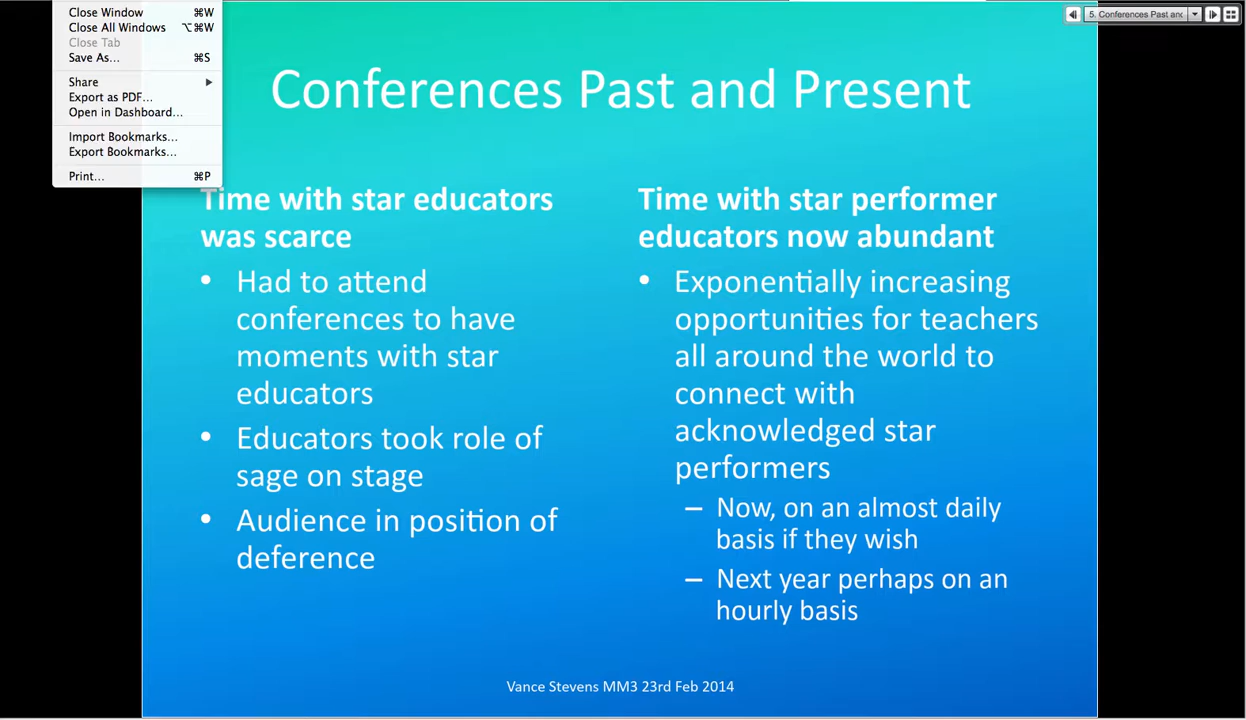 Close Window ⌘W
Close All Windows ⌥⌘W
Close Tab
Save As... ⌘S
Share
Export as PDF...
Open in Dashboard...
Import Bookmarks...
Export Bookmarks...
Print... ⌘P
5. Conferences Past and
Conferences Past and Present
Time with star educators
was scarce
• Had to attend
conferences to have
moments with star
educators
• Educators took role of
sage on stage
• Audience in position of
deference
Time with star performer
educators now abundant
• Exponentially increasing
opportunities for teachers
all around the world to
connect with
acknowledged star
performers
– Now, on an almost daily
basis if they wish
– Next year perhaps on an
hourly basis
Vance Stevens MM3 23rd Feb 2014